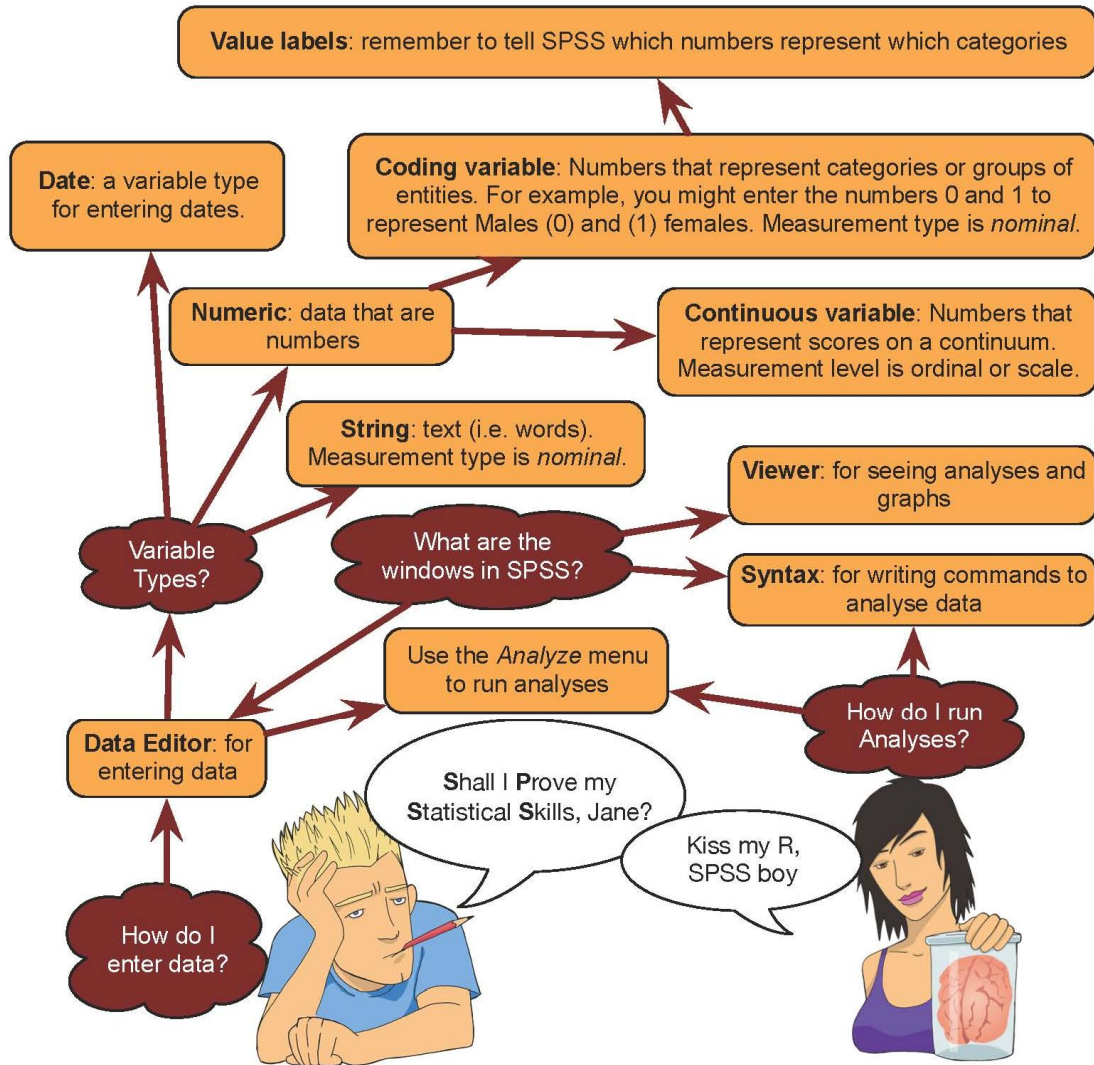 Value labels: remember to tell SPSS which numbers represent which categories
Date: a variable type
for entering dates.
Coding variable: Numbers that represent categories or groups of
entities. For example, you might enter the numbers 0 and 1 to
represent Males (0) and (1) females. Measurement type is nominal.
Numeric: data that are
numbers
Continuous variable: Numbers that
represent scores on a continuum.
Measurement level is ordinal or scale.
String: text (i.e. words).
Measurement type is nominal.
Viewer: for seeing analyses and
graphs
Variable
Types?
What are the
windows in SPSS?
Syntax: for writing commands to
analyse data
Use the Analyze menu
to run analyses
How do I run
Analyses?
Data Editor: for
entering data
Shall I Prove my
Statistical Skills, Jane?
Kiss my R,
SPSS boy
How do I
enter data?